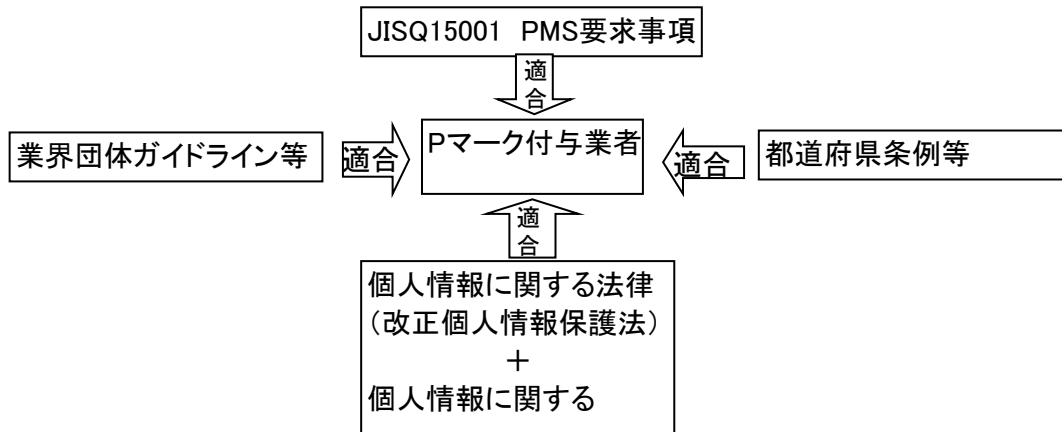 JISQ15001 PMS要求事項
適
合
業界団体ガイドライン等
適合
Pマーク付与業者
適合
都道府県条例等
適
合
個人情報に関する法律
(改正個人情報保護法)
+
個人情報に関する